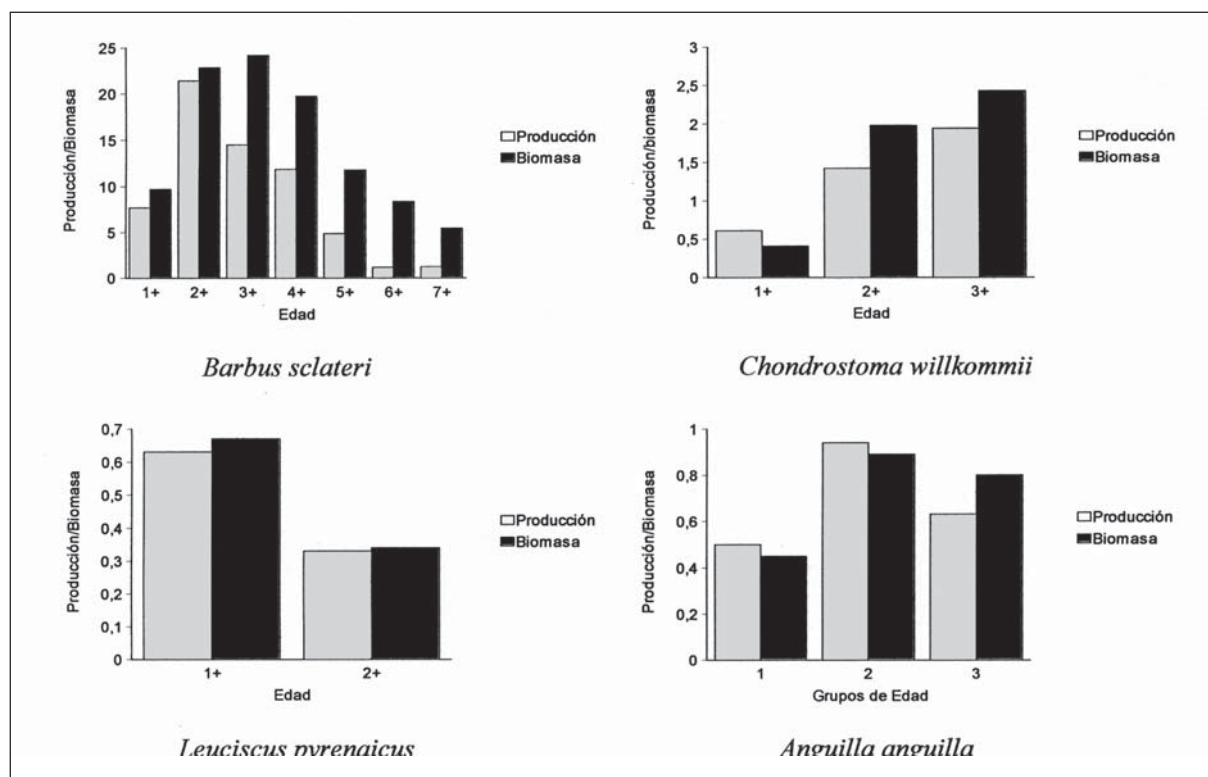 25
20
15
10
5
0
Producción/Biomasa
1+ 2+ 3+ 4+ 5+ 6+ 7+
Edad
Producción
Biomasa
Barbus sclateri
3
2,5
2
1,5
1
0,5
0
Producción/biomasa
1+ 2+ 3+
Edad
Producción
Biomasa
Chondrostoma willkommii
0,7
0,6
0,5
0,4
0,3
0,2
0,1
0
Producción/Biomasa
1+ 2+
Edad
Producción
Biomasa
Leuciscus pyrenaicus
1
0,8
0,6
0,4
0,2
0
Producción/Biomasa
1 2 3
Grupos de Edad
Producción
Biomasa
Anguilla anguilla